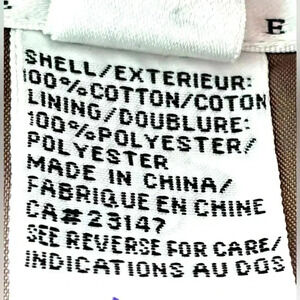 E
SHELL/EXTERIEUR:
100%COTTON/COTON
LINING/DOUBLURE:
100%POLYESTER/
POLYESTER
MADE IN CHINA/
FABRIQUE EN CHINE
CA#23147
SEE REVERSE FOR CARE/
INDICATIONS AU DOS